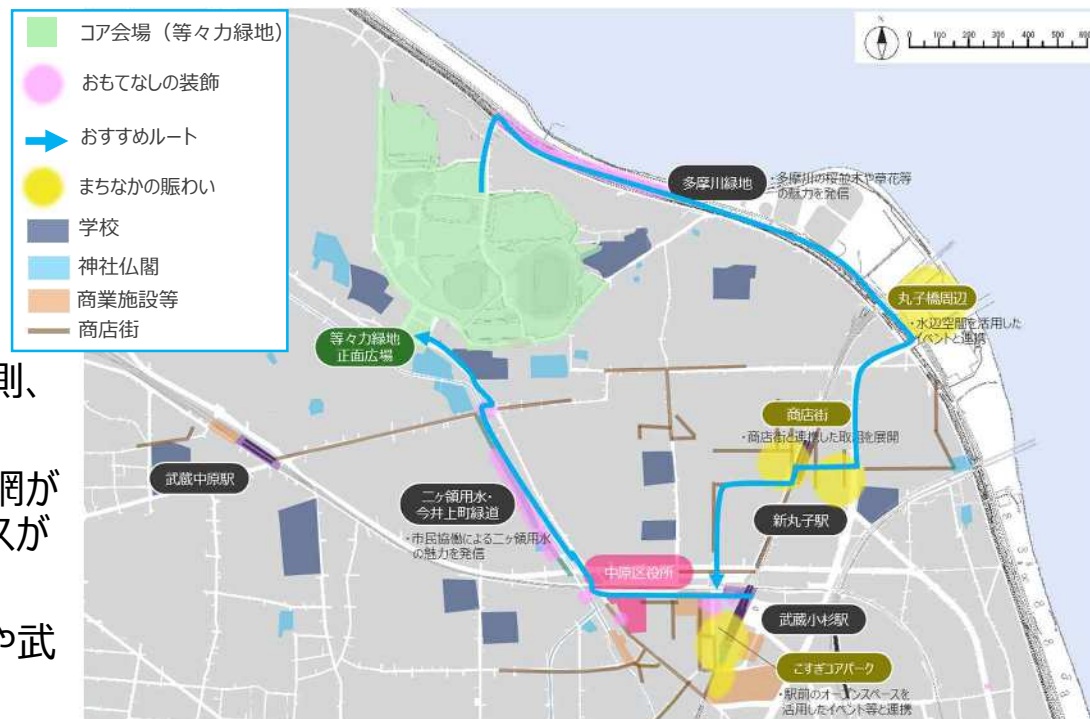 コア会場（等々力緑地）
おもてなしの装飾
おすすめルート
まちなかの賑わい
学校
神社仏閣
商業施設等
商店街
則、
網が
スが
や武
N
0 100 200 300 400 500 600
多摩川緑地
・多摩川の桜並木や草花等
の魅力を発信
丸子橋周辺
・水辺空間を活用した
イベントと連携
等々力緑地
正面広場
商店街
・商店街と連携した取組を展開
武蔵中原駅
二ヶ領用水・
今井上町緑道
・市民協働による二ヶ領用水
の魅力を発信
新丸子駅
中原区役所
武蔵小杉駅
こすぎコアパーク
・駅前のオープンスペースを
活用したイベント等と連携